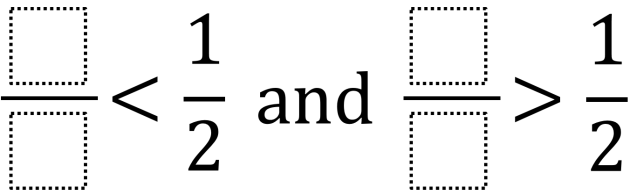 □/□ < 1/2 and □/□ > 1/2